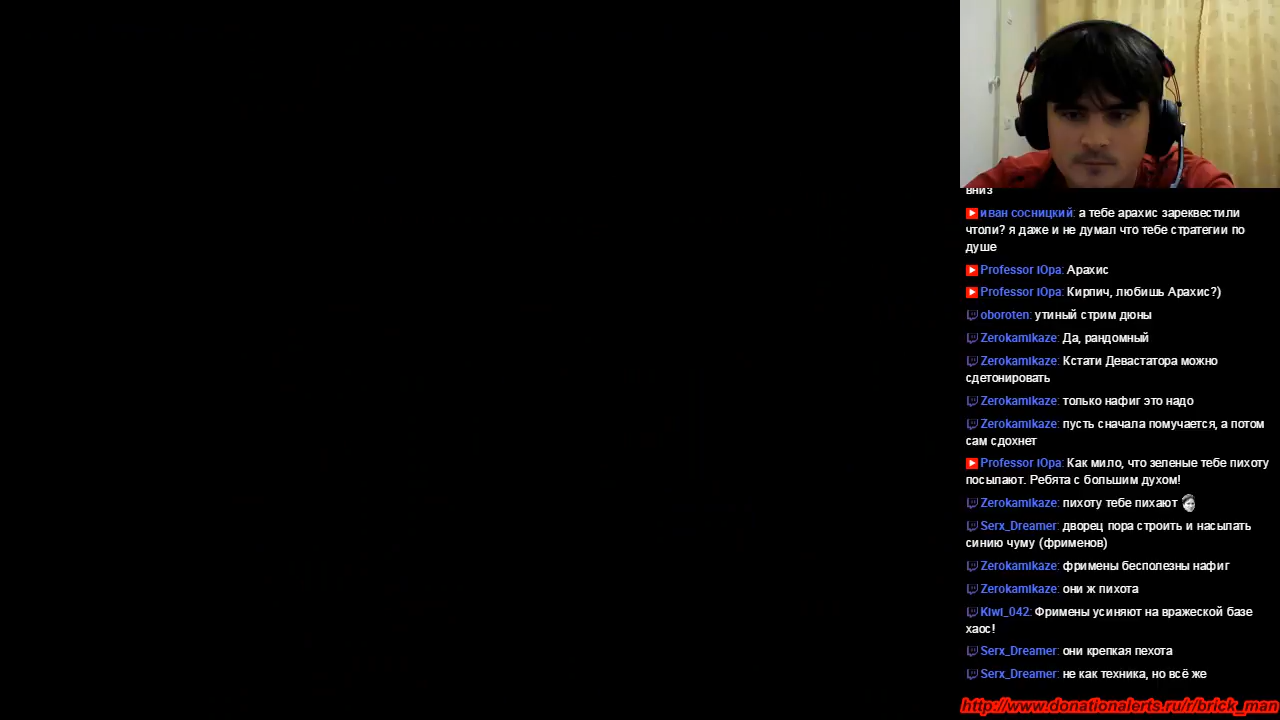 вниз
иван сосницкий: а тебе арахис зареквестили
чтоли? я даже и не думал что тебе стратегии по
душе
Professor IOpa: Арахис
Professor IOpa: Кирпич, любишь Арахис?)
oboroten: утиный стрим дюны
Zerokamikaze: Да, рандомный
Zerokamikaze: Кстати Девастатора можно
сдетонировать
Zerokamikaze: только нафиг это надо
Zerokamikaze: пусть сначала помучается, а потом
сам сдохнет
Professor IOpa: Как мило, что зеленые тебе пихоту
посылают. Ребята с большим духом!
Zerokamikaze: пихоту тебе пихают
Serx_Dreamer: дворец пора строить и насылать
синию чуму (фрименов)
Zerokamikaze: фримены бесполезны нафиг
Zerokamikaze: они ж пихота
Kiwi_042: Фримены усиняют на вражеской базе
хаос!
Serx_Dreamer: они крепкая пехота
Serx_Dreamer: не как техника, но всё же
http://www.donationalerts.ru/r/brick_man